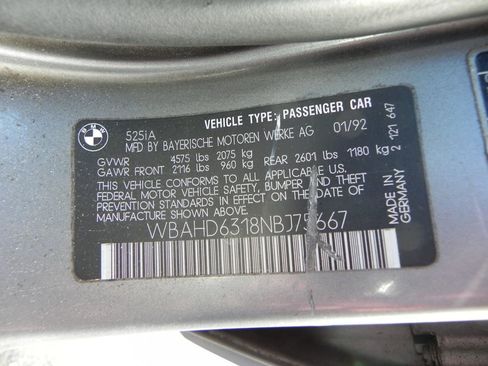 BMW
525iA
VEHICLE TYPE: PASSENGER CAR
MFD BY BAYERISCHE MOTOREN WERKE AG 01/92
GVWR 4575 lbs 2075 kg
GAWR FRONT 2116 lbs 960 kg REAR 2601 lbs 1180 kg
THIS VEHICLE CONFORMS TO ALL APPLICABLE U.S.
FEDERAL MOTOR VEHICLE SAFETY, BUMPER AND THEFT
PREVENTION STANDARDS IN EFFECT ON THE DATE OF
MANUFACTURE SHOWN ABOVE.
WBAHD6318NBJ75667
MADE IN
GERMANY
2 121 647